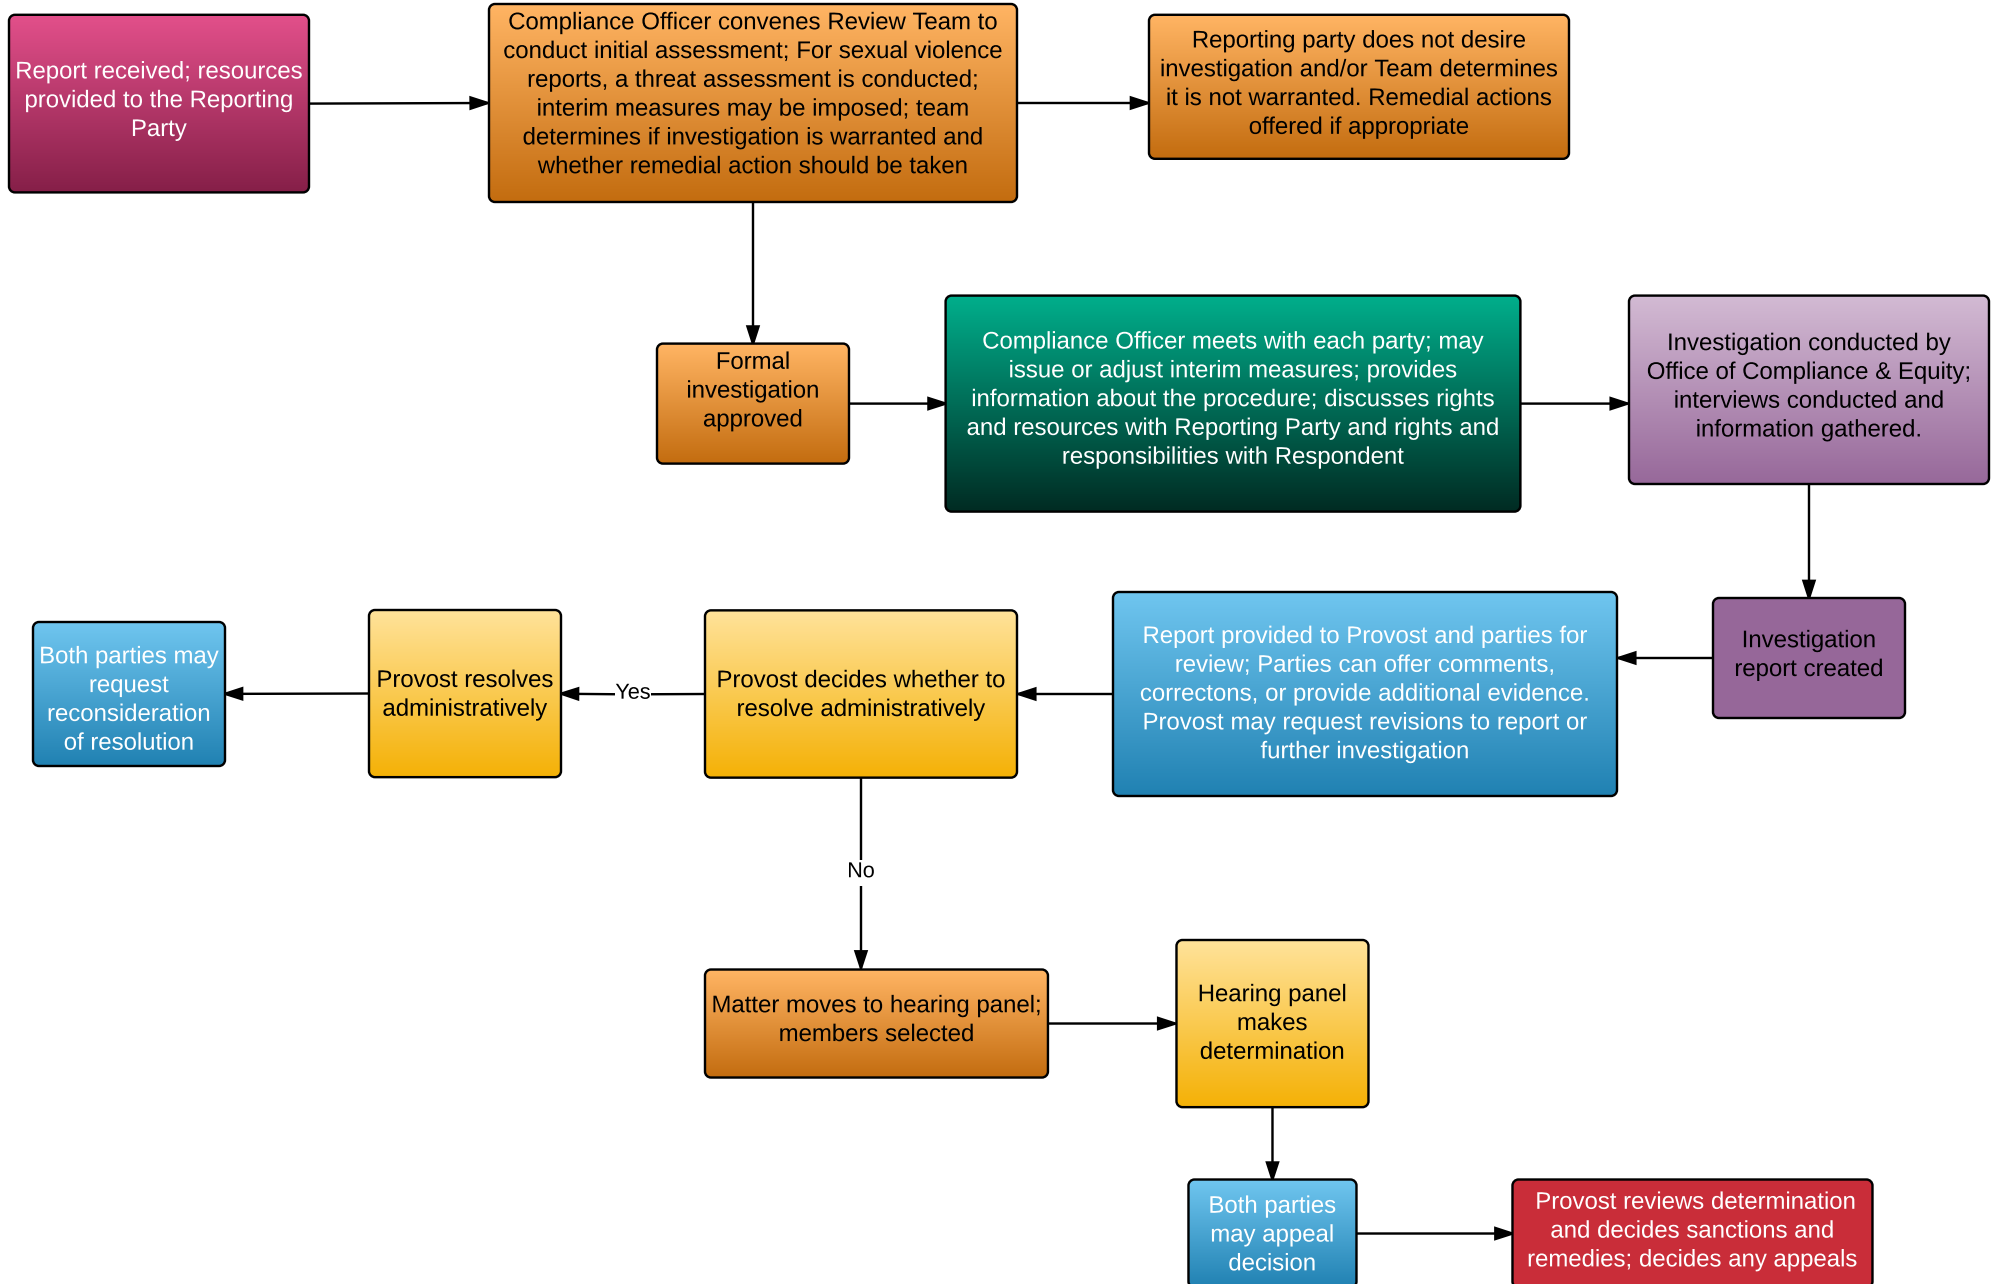 Report received; resources
provided to the Reporting
Party
Compliance Officer convenes Review Team to
conduct initial assessment; For sexual violence
reports, a threat assessment is conducted;
interim measures may be imposed; team
determines if investigation is warranted and
whether remedial action should be taken
Reporting party does not desire
investigation and/or Team determines
it is not warranted. Remedial actions
offered if appropriate
Formal
investigation
approved
Compliance Officer meets with each party; may
issue or adjust interim measures; provides
information about the procedure; discusses rights
and resources with Reporting Party and rights and
responsibilities with Respondent
Investigation conducted by
Office of Compliance & Equity;
interviews conducted and
information gathered.
Investigation
report created
Report provided to Provost and parties for
review; Parties can offer comments,
correctons, or provide additional evidence.
Provost may request revisions to report or
further investigation
Provost decides whether to
resolve administratively
Yes
Provost resolves
administratively
Both parties may
request
reconsideration
of resolution
No
Matter moves to hearing panel;
members selected
Hearing panel
makes
determination
Both parties
may appeal
decision
Provost reviews determination
and decides sanctions and
remedies; decides any appeals